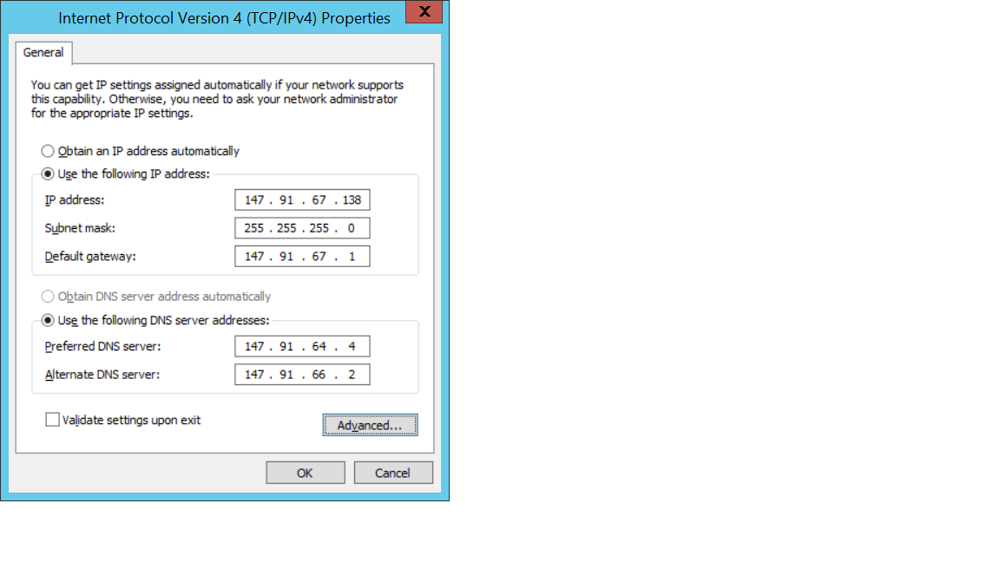 Internet Protocol Version 4 (TCP/IPv4) Properties
X
General
You can get IP settings assigned automatically if your network supports
this capability. Otherwise, you need to ask your network administrator
for the appropriate IP settings.
Obtain an IP address automatically
Use the following IP address:
IP address: 147 . 91 . 67 . 138
Subnet mask: 255 . 255 . 255 . 0
Default gateway: 147 . 91 . 67 . 1
Obtain DNS server address automatically
Use the following DNS server addresses:
Preferred DNS server: 147 . 91 . 64 . 4
Alternate DNS server: 147 . 91 . 66 . 2
Validate settings upon exit
Advanced...
OK Cancel